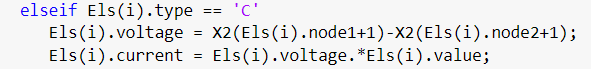 elseif Els(i).type == 'C'
Els(i).voltage = X2(Els(i).node1+1)-X2(Els(i).node2+1);
Els(i).current = Els(i).voltage.*Els(i).value;